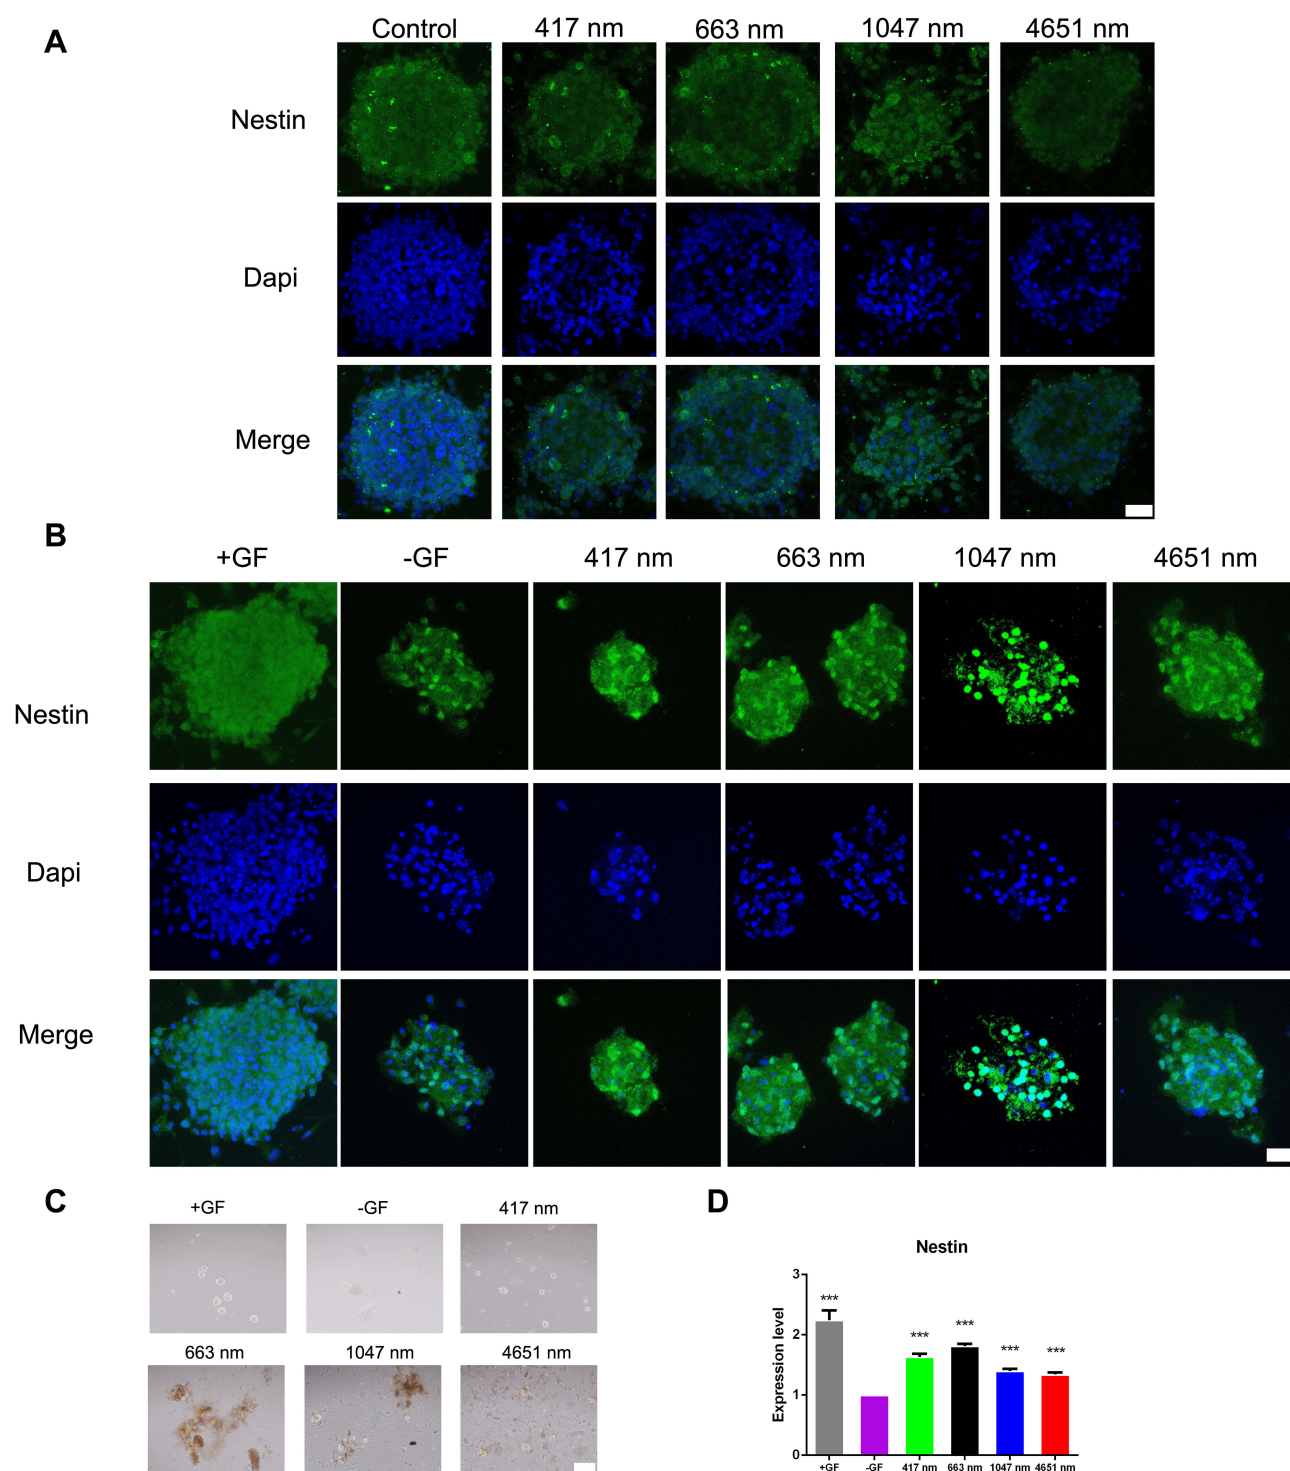 A
Control 417 nm 663 nm 1047 nm 4651 nm
Nestin
Dapi
Merge
B
+GF -GF 417 nm 663 nm 1047 nm 4651 nm
Nestin
Dapi
Merge
C
+GF -GF 417 nm
663 nm 1047 nm 4651 nm
D
Nestin
Expression level
3
2
1
0
*** *** *** *** ***
+GF -GF 417 nm 663 nm 1047 nm 4651 nm